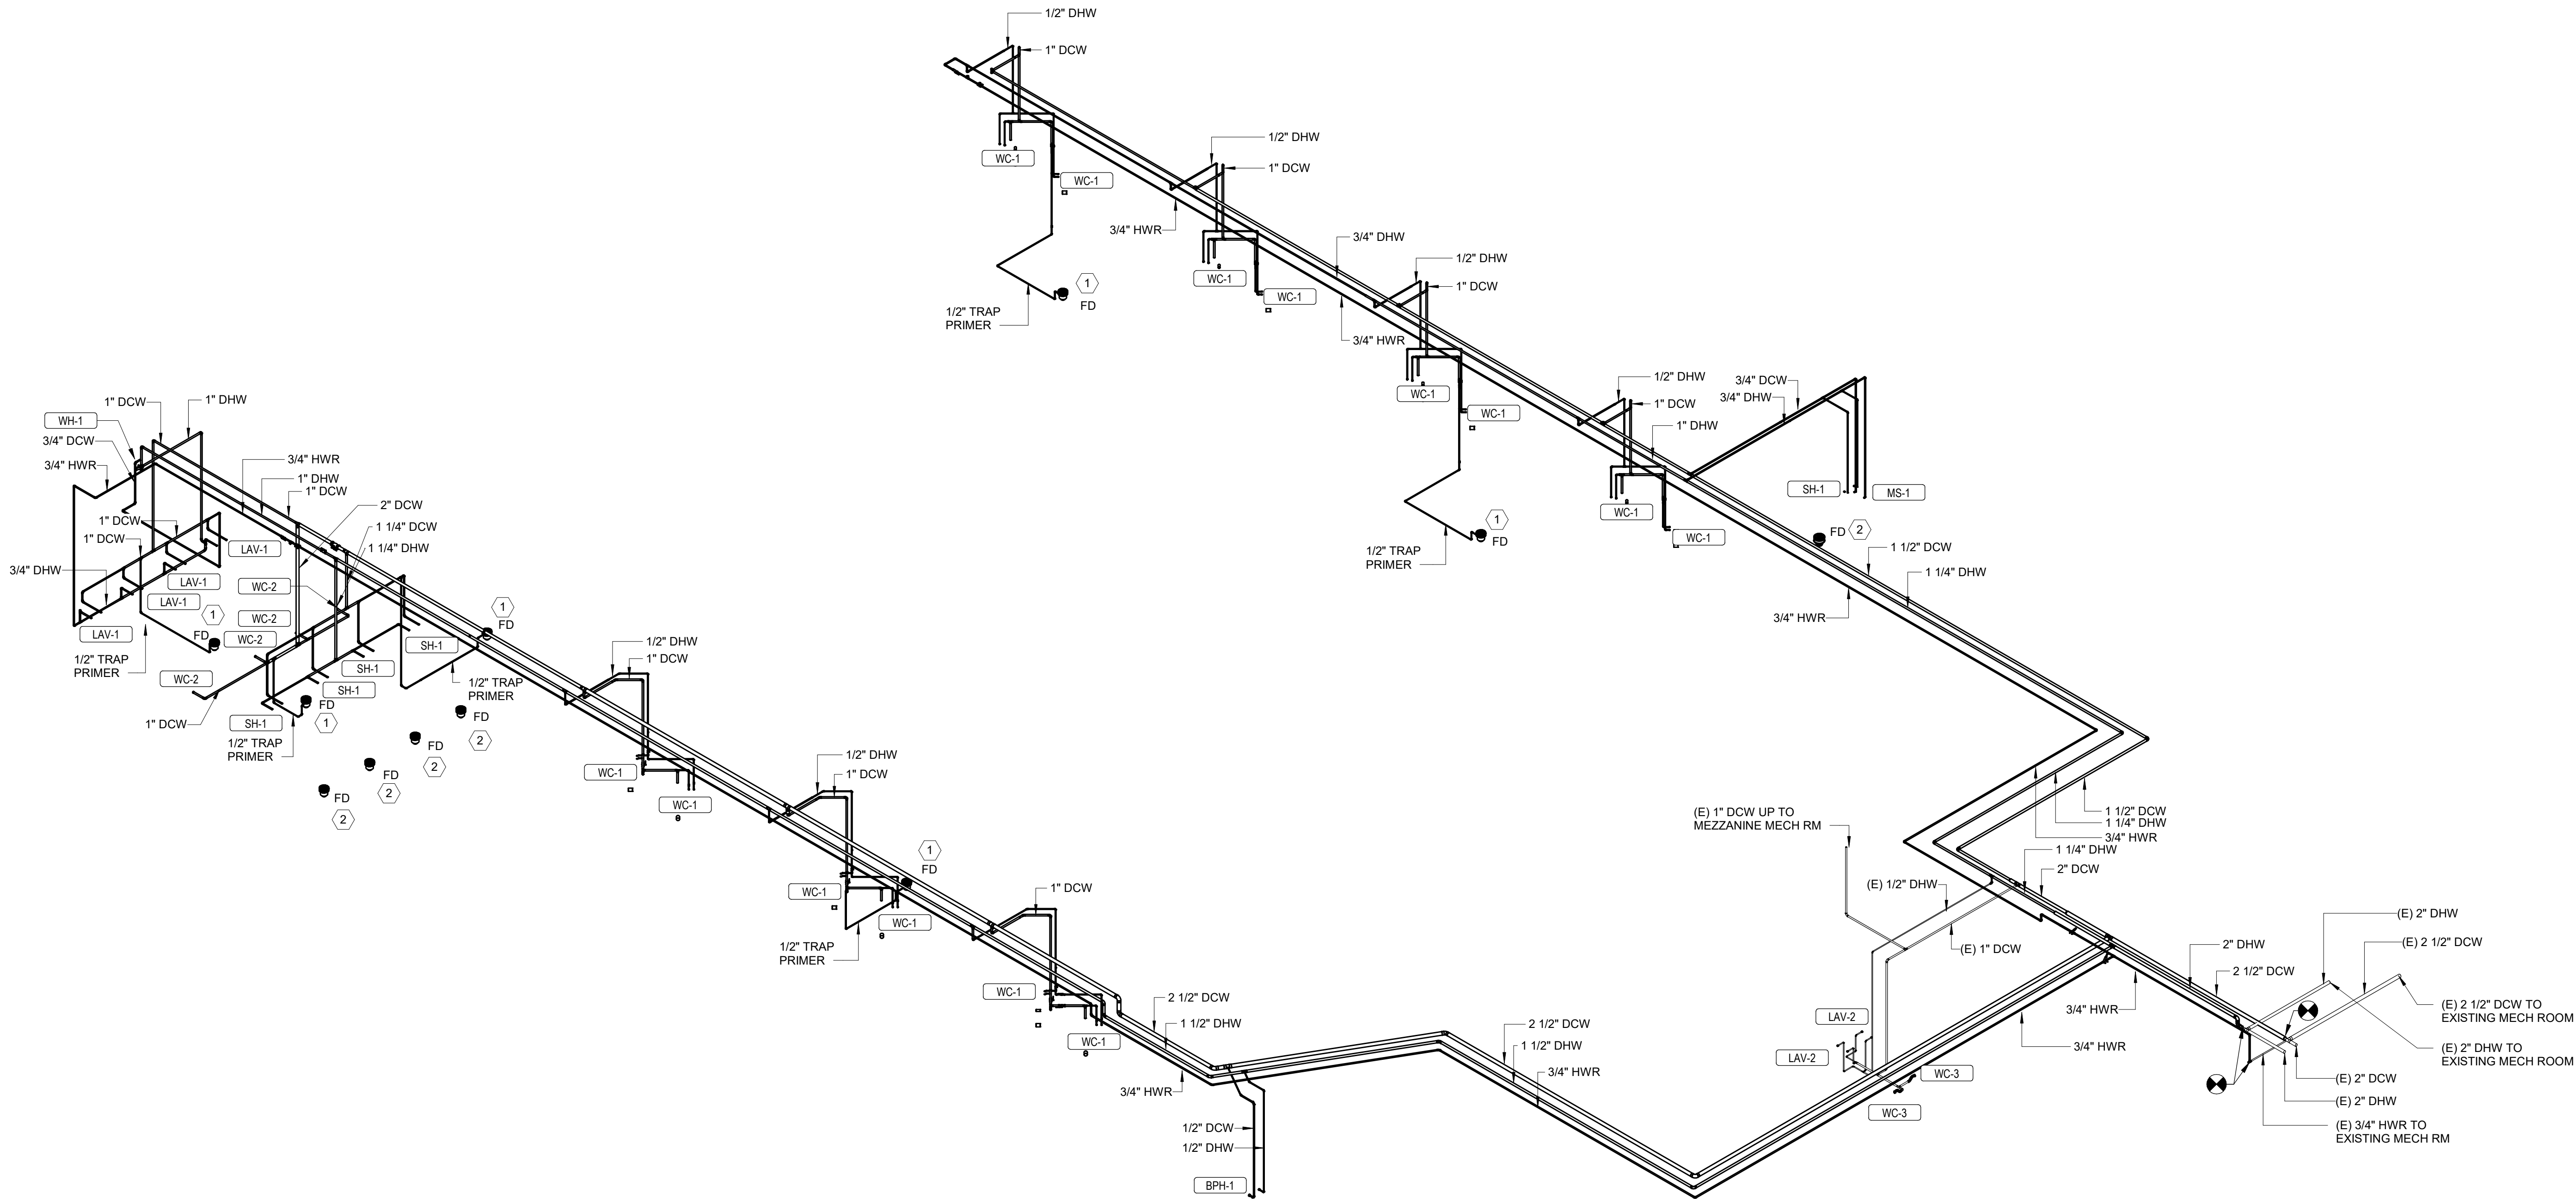 1/2" DHW
1" DCW
WC-1
WC-1
1/2" DHW
1" DCW
3/4" HWR
1/2" TRAP
PRIMER
1
FD
WC-1
WC-1
3/4" DHW
1/2" DHW
1" DCW
3/4" HWR
WC-1
WC-1
1/2" DHW
1" DCW
1" DHW
3/4" DCW
3/4" DHW
1/2" TRAP
PRIMER
1
FD
WC-1
WC-1
SH-1
MS-1
FD
2
1 1/2" DCW
1 1/4" DHW
3/4" HWR
1" DCW
1" DHW
WH-1
3/4" DCW
3/4" HWR
3/4" HWR
1" DHW
1" DCW
2" DCW
1 1/4" DCW
1 1/4" DHW
1" DCW
1" DCW
3/4" DHW
LAV-1
LAV-1
LAV-1
LAV-1
WC-2
WC-2
WC-2
WC-2
1
FD
1/2" TRAP
PRIMER
1" DCW
SH-1
SH-1
SH-1
SH-1
1/2" TRAP
PRIMER
FD
1
1
FD
1/2" TRAP
PRIMER
FD
2
FD
2
FD
2
FD
2
1/2" DHW
1" DCW
WC-1
WC-1
1/2" DHW
1" DCW
WC-1
WC-1
1
FD
1/2" TRAP
PRIMER
1" DCW
WC-1
WC-1
2 1/2" DCW
1 1/2" DHW
3/4" HWR
1/2" DCW
1/2" DHW
BPH-1
2 1/2" DCW
1 1/2" DHW
3/4" HWR
1 1/2" DCW
1 1/4" DHW
3/4" HWR
1 1/4" DHW
2" DCW
(E) 1" DCW UP TO
MEZZANINE MECH RM
(E) 1/2" DHW
(E) 1" DCW
LAV-2
LAV-2
WC-3
WC-3
3/4" HWR
3/4" HWR
2" DHW
2 1/2" DCW
(E) 2" DHW
(E) 2 1/2" DCW
(E) 2 1/2" DCW TO
EXISTING MECH ROOM
(E) 2" DHW TO
EXISTING MECH ROOM
(E) 2" DCW
(E) 2" DHW
(E) 3/4" HWR TO
EXISTING MECH RM